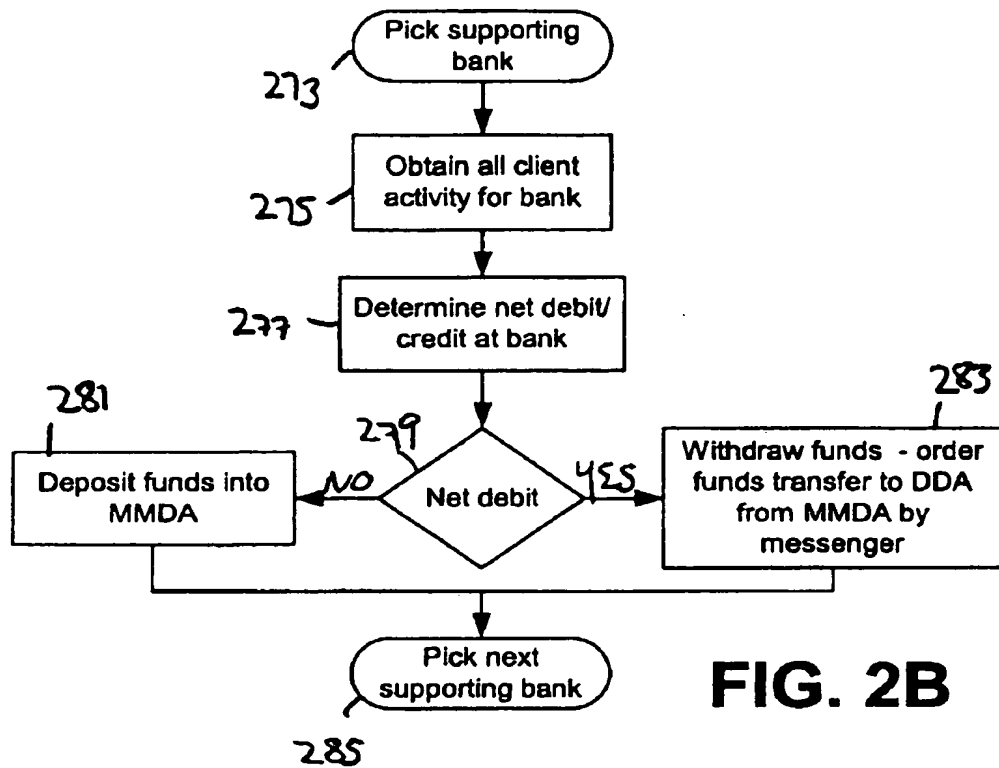 Pick supporting
bank
273
Obtain all client
activity for bank
275
Determine net debit/
credit at bank
277
281
279
283
Deposit funds into
MMDA
NO
Net debit
YES
Withdraw funds - order
funds transfer to DDA
from MMDA by
messenger
Pick next
supporting bank
285
FIG. 2B